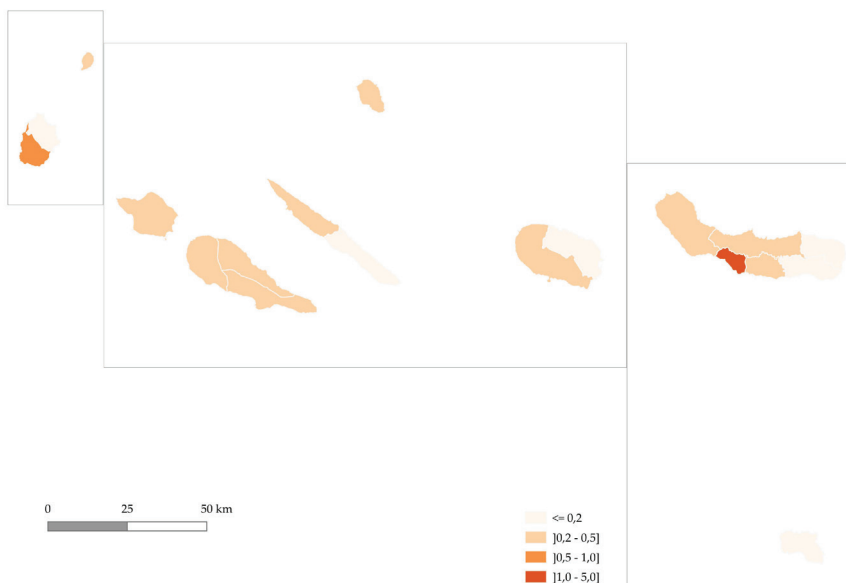 0 25 50 km
<= 0,2
]0,2 - 0,5]
]0,5 - 1,0]
]1,0 - 5,0]